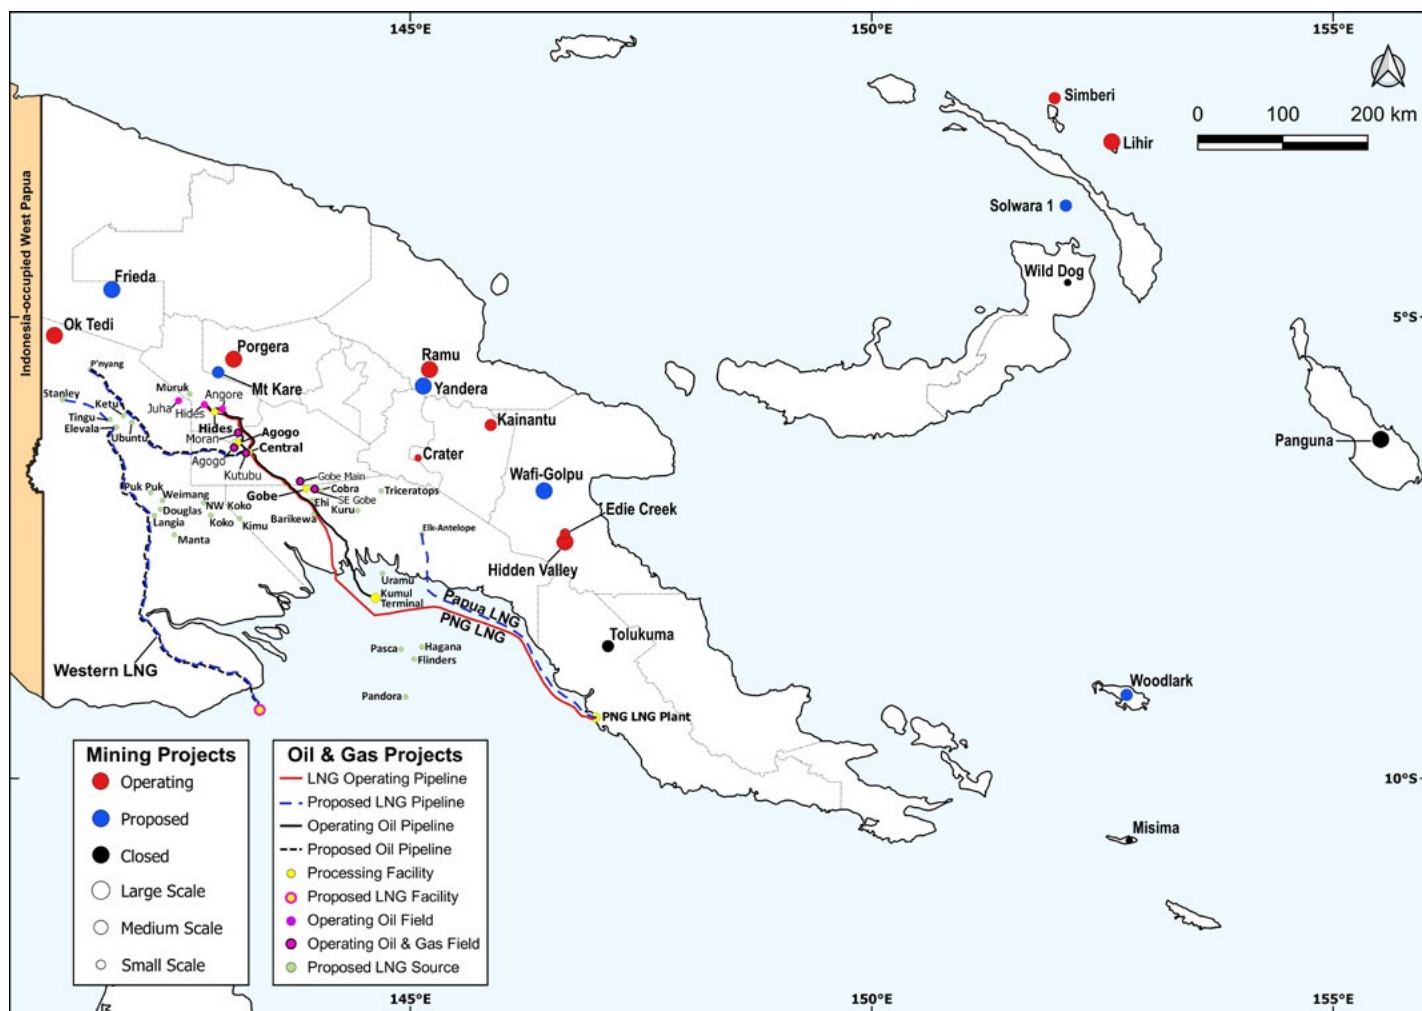 145°E
150°E
155°E
0 100 200 km
Simberi
Lihir
Solwara 1
Wild Dog
5°S
Indonesia-occupied West Papua
Frieda
Ok Tedi
Porgera
Ramu
P'nyang
Mt Kare
Yandera
Stanley
Muruk
Angore
Juha
Hides
Ketu
Tingu
Elevala
Ubuntu
Hides
Moran
Agogo
Central
Agogo
Kutubu
Kainantu
Crater
Panguna
Wafi-Golpu
Gobe Main
Gobe
Cobra
SE Gobe
Triceratops
Puk Puk
Weimang
NW Koko
Douglas
Langia
Koko
Kimu
Ehi
Kuru
Barikewa
Manta
Elk-Antelope
Edie Creek
Hidden Valley
Uramu
Kumul
Terminal
Papua LNG
PNG LNG
Tolukuma
Pasca
Hagana
Flinders
Western LNG
Pandora
Woodlark
PNG LNG Plant
Mining Projects
Operating
Proposed
Closed
Large Scale
Medium Scale
Small Scale
Oil & Gas Projects
LNG Operating Pipeline
Proposed LNG Pipeline
Operating Oil Pipeline
Proposed Oil Pipeline
Processing Facility
Proposed LNG Facility
Operating Oil Field
Operating Oil & Gas Field
Proposed LNG Source
10°S
Misima
145°E
150°E
155°E